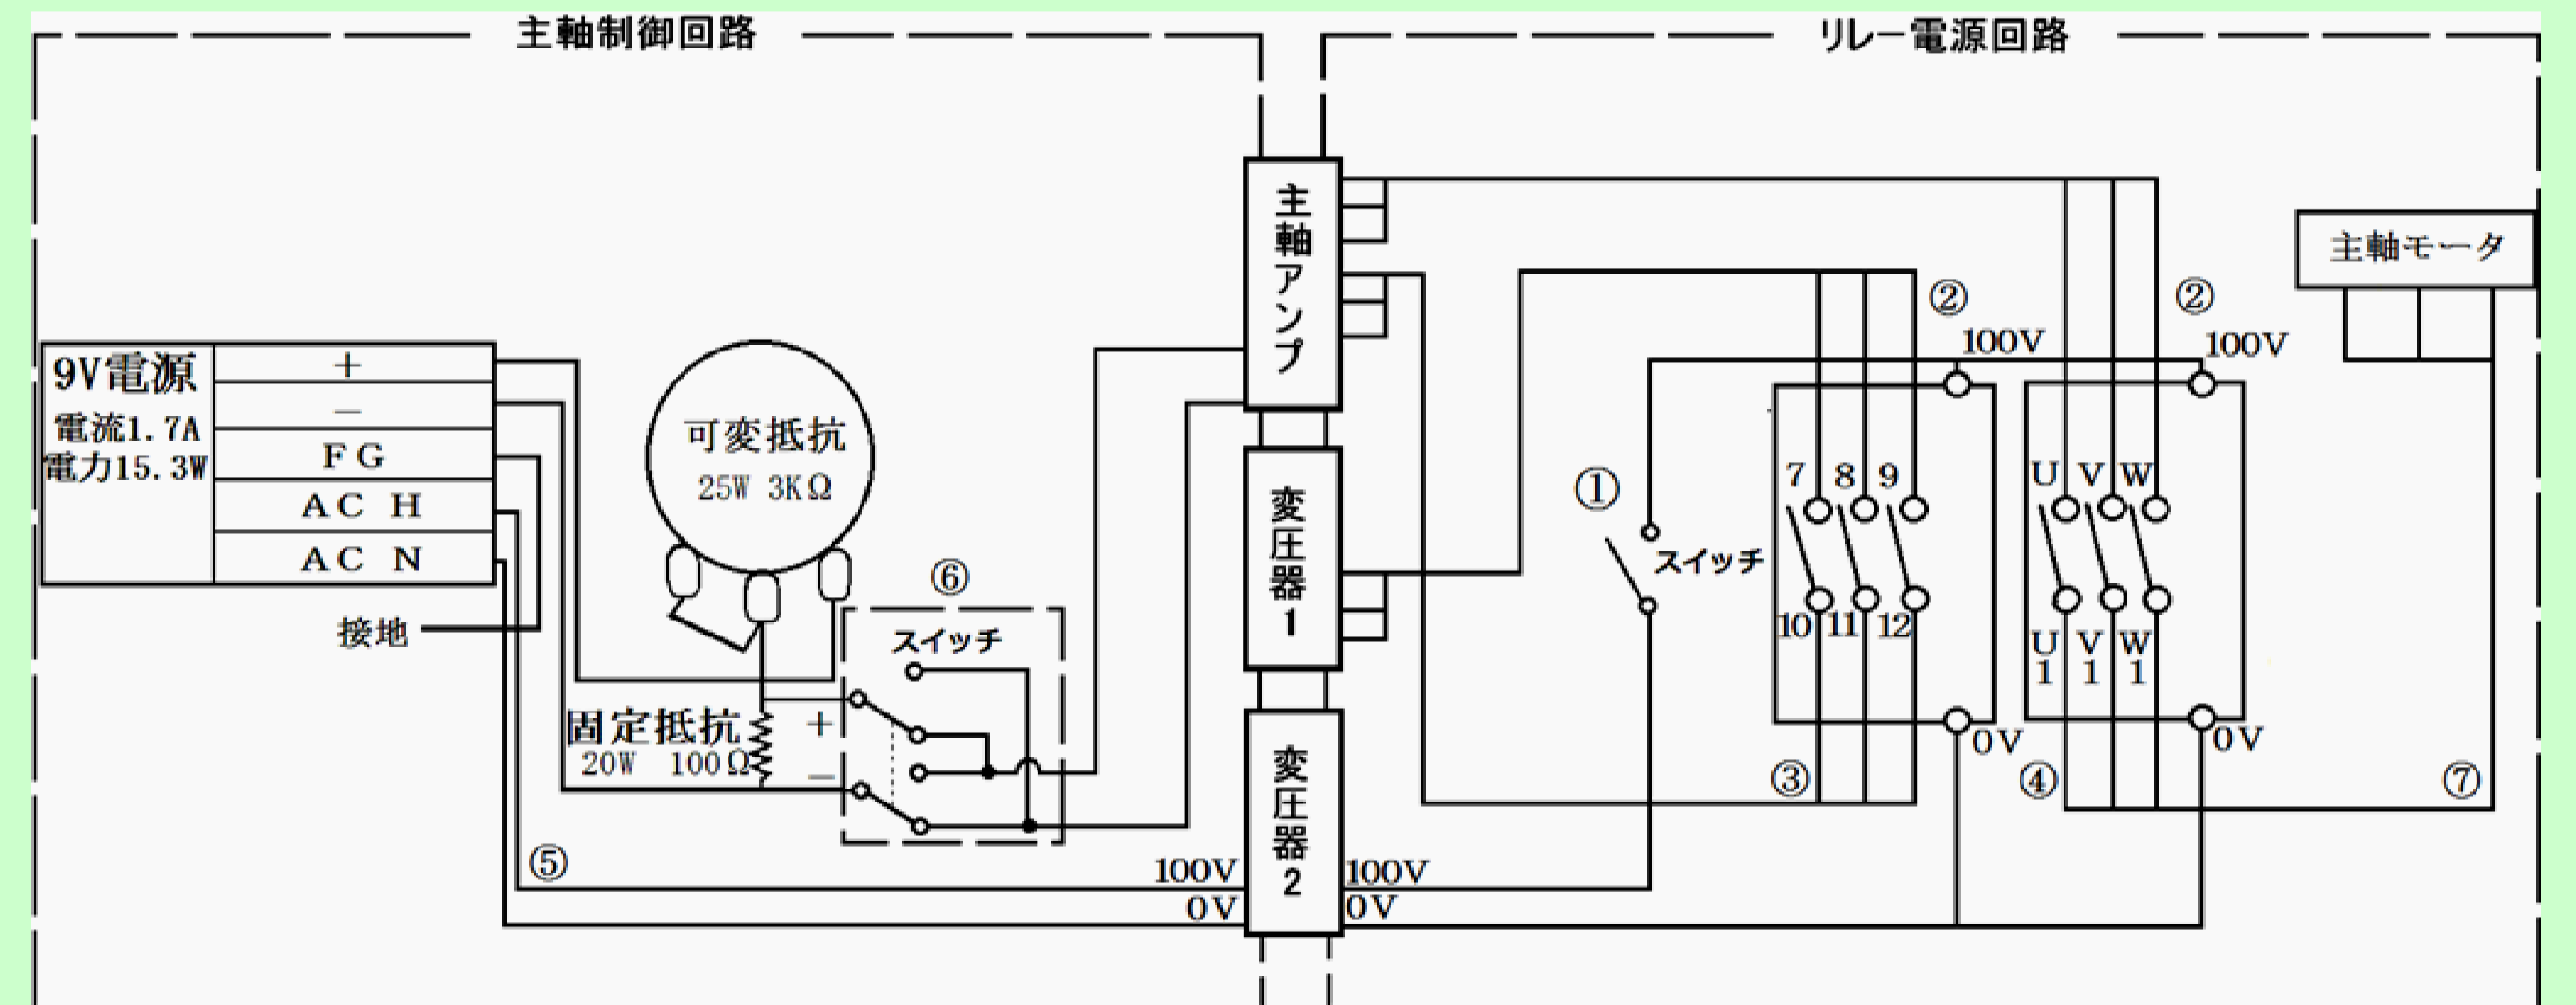 主軸制御回路
リレー電源回路
9V電源
電流1.7A
電力15.3W
+
−
FG
AC H
AC N
接地
可変抵抗
25W 3KΩ
固定抵抗
20W 100Ω
⑥
スイッチ
+
−
⑤
100V
0V
主軸アンプ
変圧器1
変圧器2
100V
0V
①
スイッチ
②
100V
7 8 9
10 11 12
③
0V
②
100V
U V W
U1 V1 W1
④
0V
主軸モータ
⑦